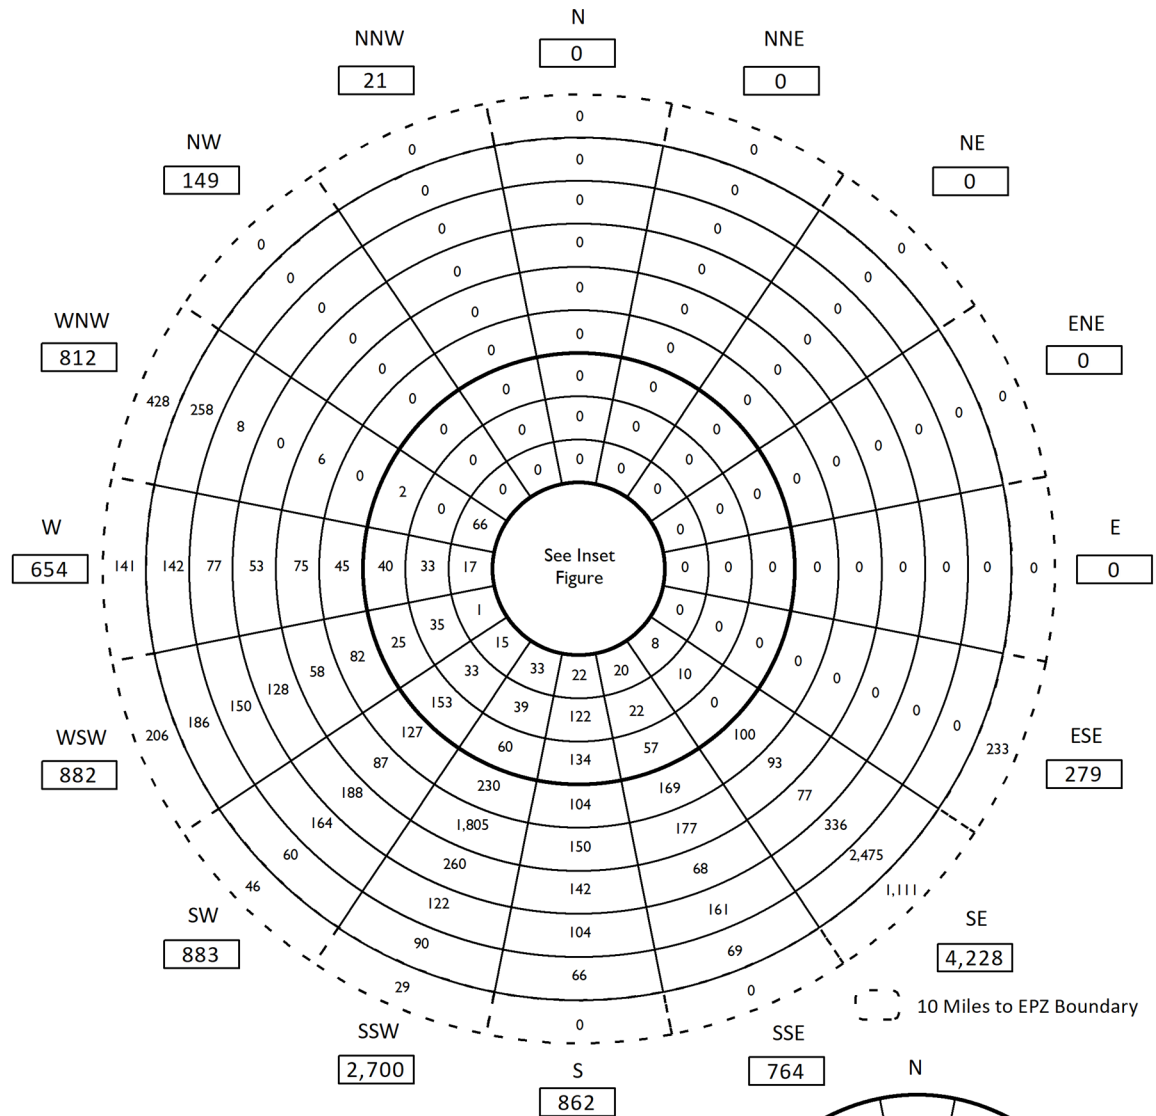 N
NNW NNE
0
21 0
0
NW NE
0 0
0
149 0
0 0
0
0 0
0 0 0
0 0
0 0
0
0 0 0
WNW ENE
0 0 0
0 0
812 0
0 0 0
0 0
428 0 0 0
258 0 0
8 0 0 0 0 0
0 0
6 0 0 0 0
0 0
0 0
2 0 0 0
0 0
66 0
W E
See Inset
654 141 142 77 53 75 45 40 33 17 0 0 0 0 0 0 0 0 0 0
Figure
1 0
35 0
25 15 8 0
82 0
58 33 33 22 20 10 0
128 0
150 153 39 22 0 0
122
186 0
WSW 206 127 100 ESE
60 57 233
87 134 93
882 279
188 230 169 77
104
164 1,805 177 336
150
60 2,475
260 68
46 142 1,111
122 161
SW SE
104
90 69
883 4,228
66
29 0
10 Miles to EPZ Boundary
0
SSW SSE
2,700 S 764 N
862